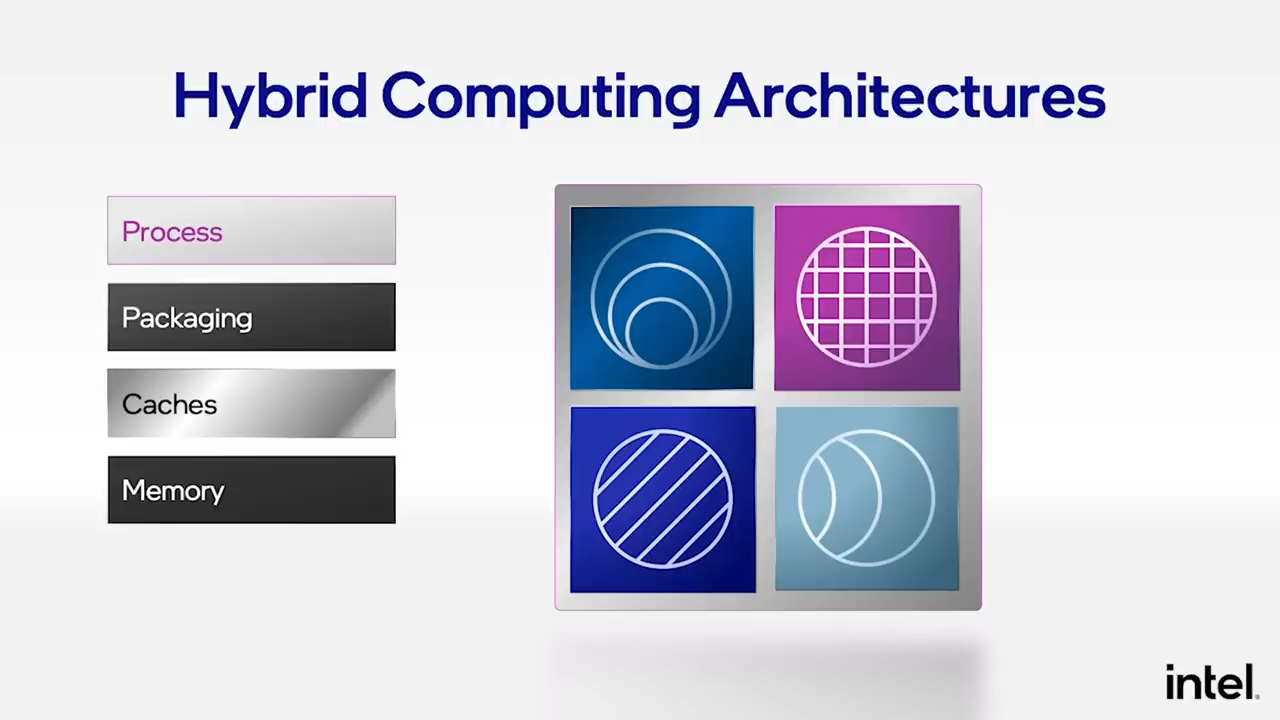 Hybrid Computing Architectures
Process
Packaging
Caches
Memory
intel.